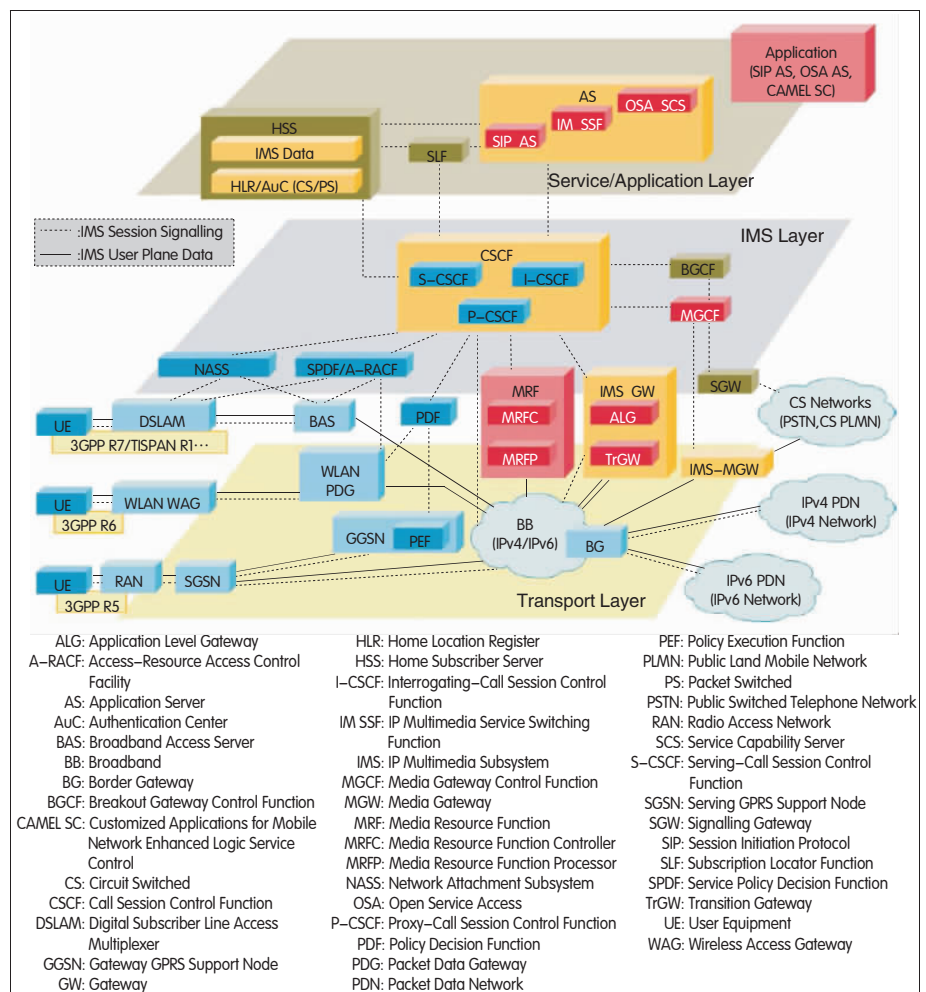 Application
(SIP AS, OSA AS,
CAMEL SC)
AS
OSA SCS
IM SSF
SIP AS
HSS
IMS Data
HLR/AuC (CS/PS)
SLF
Service/Application Layer
:IMS Session Signalling
:IMS User Plane Data
IMS Layer
CSCF
S-CSCF
I-CSCF
P-CSCF
BGCF
MGCF
NASS
SPDF/A-RACF
MRF
MRFC
MRFP
IMS GW
ALG
TrGW
SGW
CS Networks
(PSTN,CS PLMN)
UE
DSLAM
BAS
PDF
3GPP R7/TISPAN R1···
WLAN
PDG
IMS-MGW
UE
WLAN WAG
3GPP R6
GGSN
PEF
BB
(IPv4/IPv6)
BG
IPv4 PDN
(IPv4 Network)
UE
RAN
SGSN
3GPP R5
IPv6 PDN
(IPv6 Network)
Transport Layer
ALG: Application Level Gateway
A-RACF: Access-Resource Access Control
Facility
AS: Application Server
AuC: Authentication Center
BAS: Broadband Access Server
BB: Broadband
BG: Border Gateway
BGCF: Breakout Gateway Control Function
CAMEL SC: Customized Applications for Mobile
Network Enhanced Logic Service
Control
CS: Circuit Switched
CSCF: Call Session Control Function
DSLAM: Digital Subscriber Line Access
Multiplexer
GGSN: Gateway GPRS Support Node
GW: Gateway
HLR: Home Location Register
HSS: Home Subscriber Server
I-CSCF: Interrogating-Call Session Control
Function
IM SSF: IP Multimedia Service Switching
Function
IMS: IP Multimedia Subsystem
MGCF: Media Gateway Control Function
MGW: Media Gateway
MRF: Media Resource Function
MRFC: Media Resource Function Controller
MRFP: Media Resource Function Processor
NASS: Network Attachment Subsystem
OSA: Open Service Access
P-CSCF: Proxy-Call Session Control Function
PDF: Policy Decision Function
PDG: Packet Data Gateway
PDN: Packet Data Network
PEF: Policy Execution Function
PLMN: Public Land Mobile Network
PS: Packet Switched
PSTN: Public Switched Telephone Network
RAN: Radio Access Network
SCS: Service Capability Server
S-CSCF: Serving-Call Session Control
Function
SGSN: Serving GPRS Support Node
SGW: Signalling Gateway
SIP: Session Initiation Protocol
SLF: Subscription Locator Function
SPDF: Service Policy Decision Function
TrGW: Transition Gateway
UE: User Equipment
WAG: Wireless Access Gateway